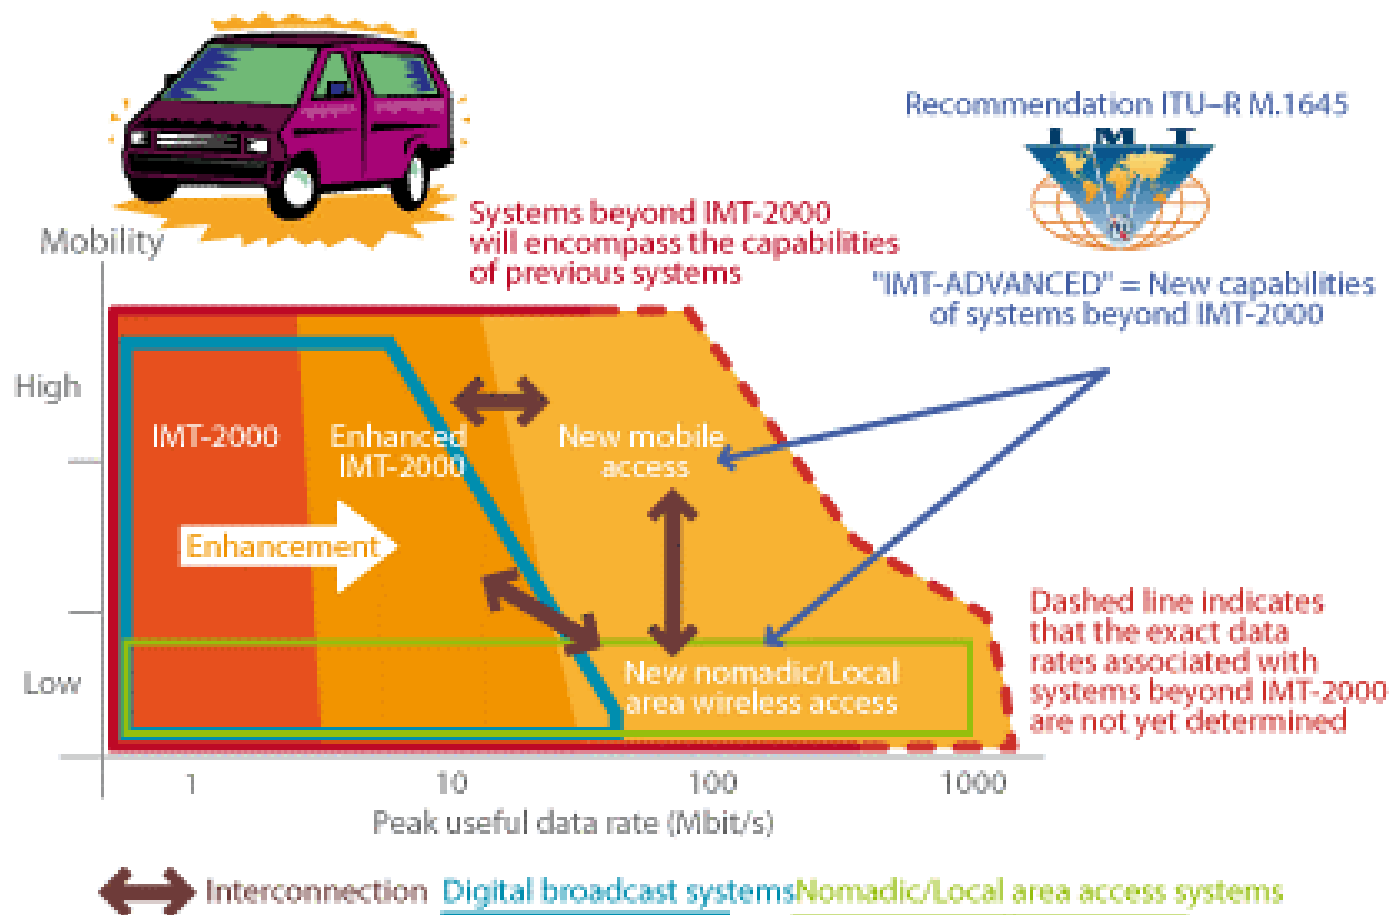 Recommendation ITU–R M.1645
I M T
Systems beyond IMT-2000
will encompass the capabilities
of previous systems
Mobility
"IMT-ADVANCED" = New capabilities
of systems beyond IMT-2000
High
IMT-2000
Enhanced
IMT-2000
New mobile
access
Enhancement
Dashed line indicates
that the exact data
rates associated with
systems beyond IMT-2000
are not yet determined
Low
New nomadic/Local
area wireless access
1
10
100
1000
Peak useful data rate (Mbit/s)
Interconnection
Digital broadcast systems
Nomadic/Local area access systems